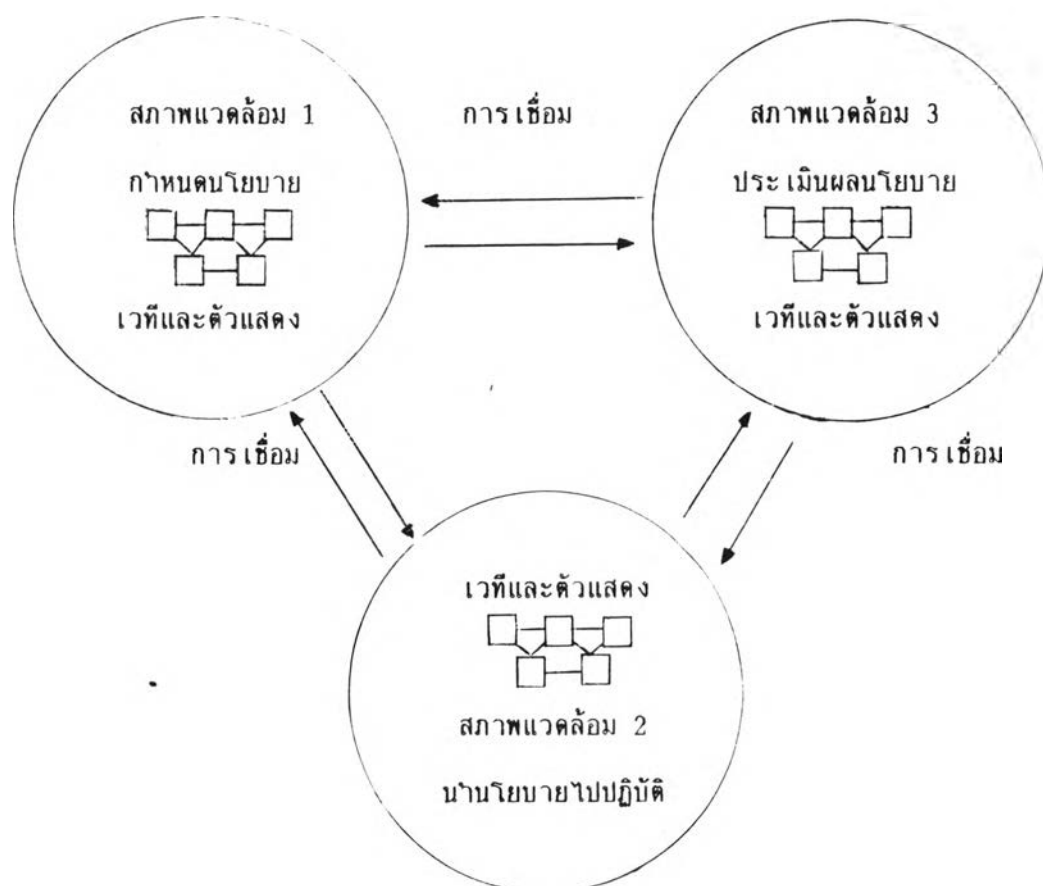 สภาพแวดล้อม 1
การเชื่อม
สภาพแวดล้อม 3
กำหนดนโยบาย
ประเมินผลนโยบาย
เวทีและตัวแสดง
เวทีและตัวแสดง
การเชื่อม
การเชื่อม
เวทีและตัวแสดง
สภาพแวดล้อม 2
นำนโยบายไปปฏิบัติ